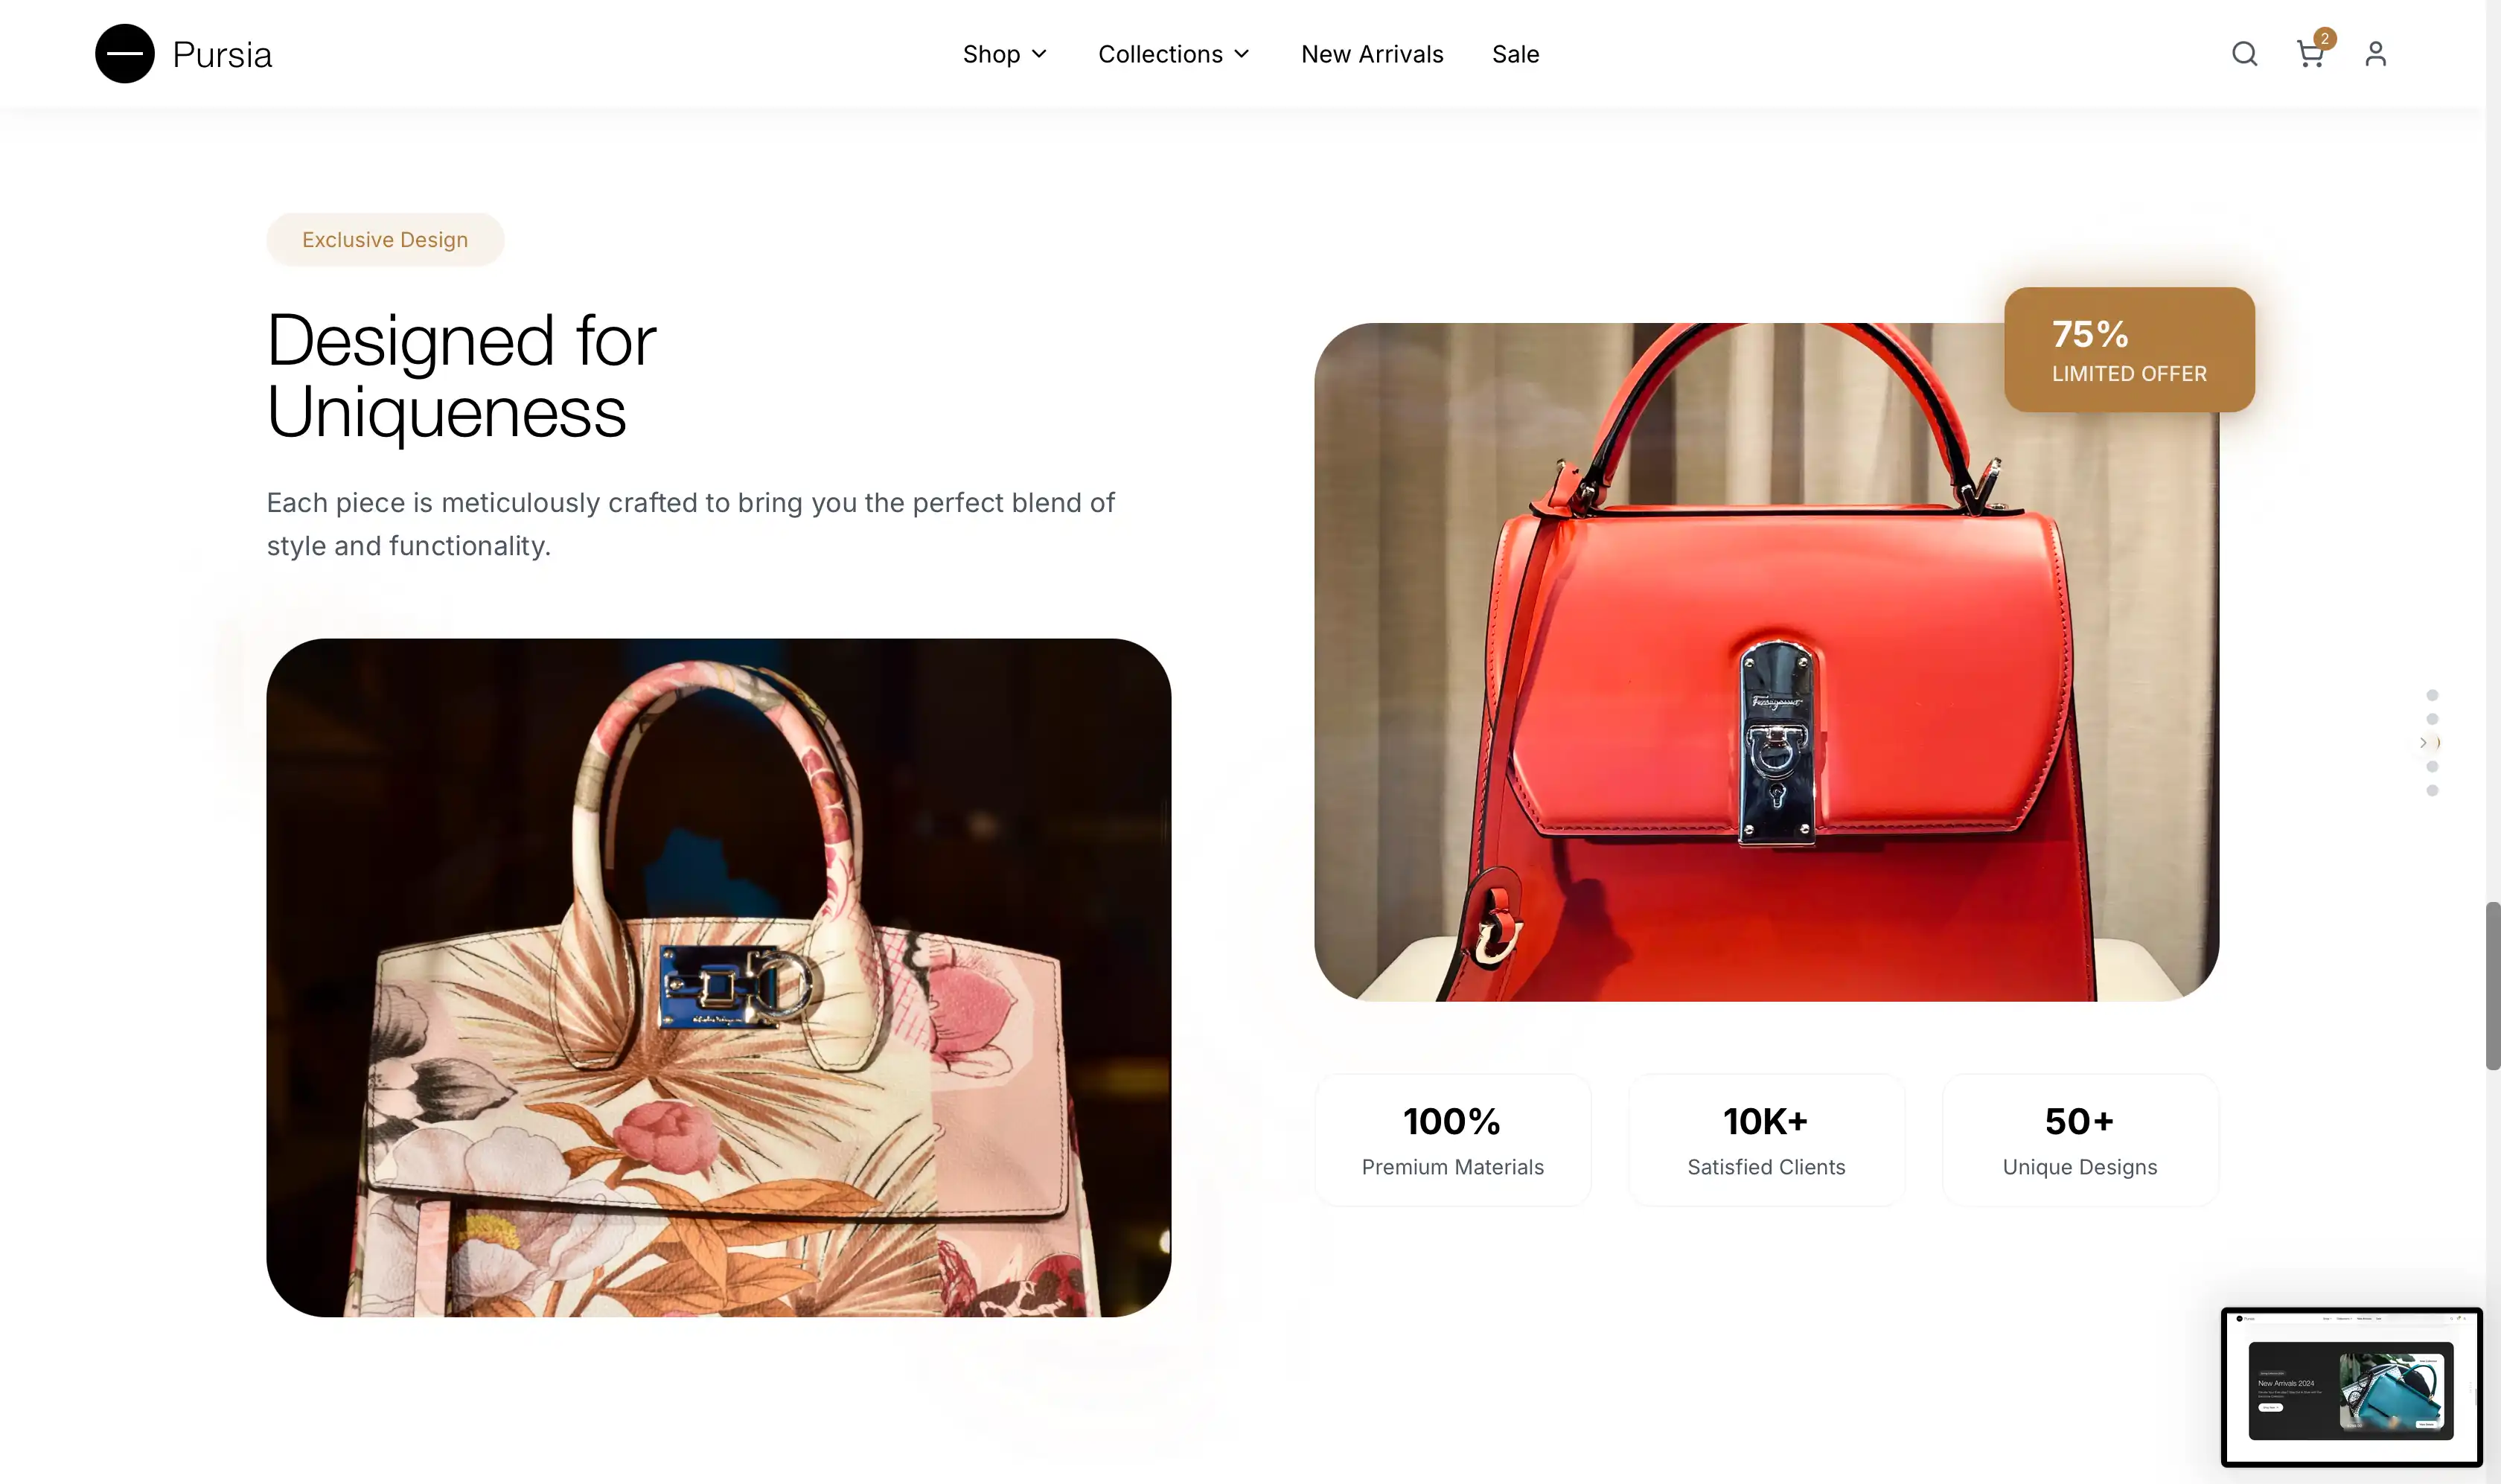 Pursia
Shop
Collections
New Arrivals
Sale
2
Exclusive Design
Designed for
Uniqueness
Each piece is meticulously crafted to bring you the perfect blend of
style and functionality.
75%
LIMITED OFFER
Ferragamo
100%
Premium Materials
10K+
Satisfied Clients
50+
Unique Designs
New Arrivals 2024